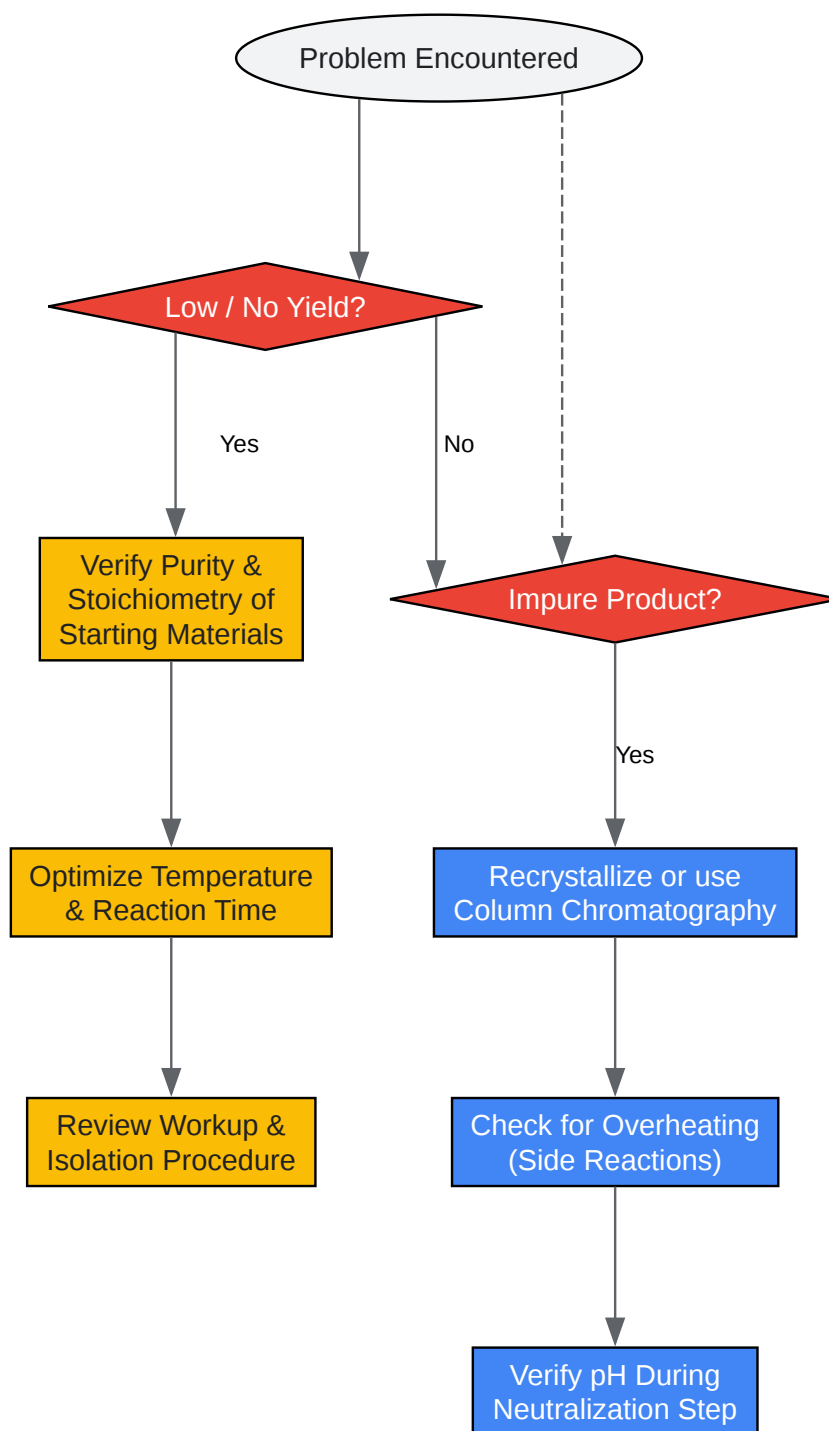 Problem Encountered
Low / No Yield?
Yes
No
Verify Purity &
Stoichiometry of
Starting Materials
Impure Product?
Yes
Optimize Temperature
& Reaction Time
Recrystallize or use
Column Chromatography
Review Workup &
Isolation Procedure
Check for Overheating
(Side Reactions)
Verify pH During
Neutralization Step